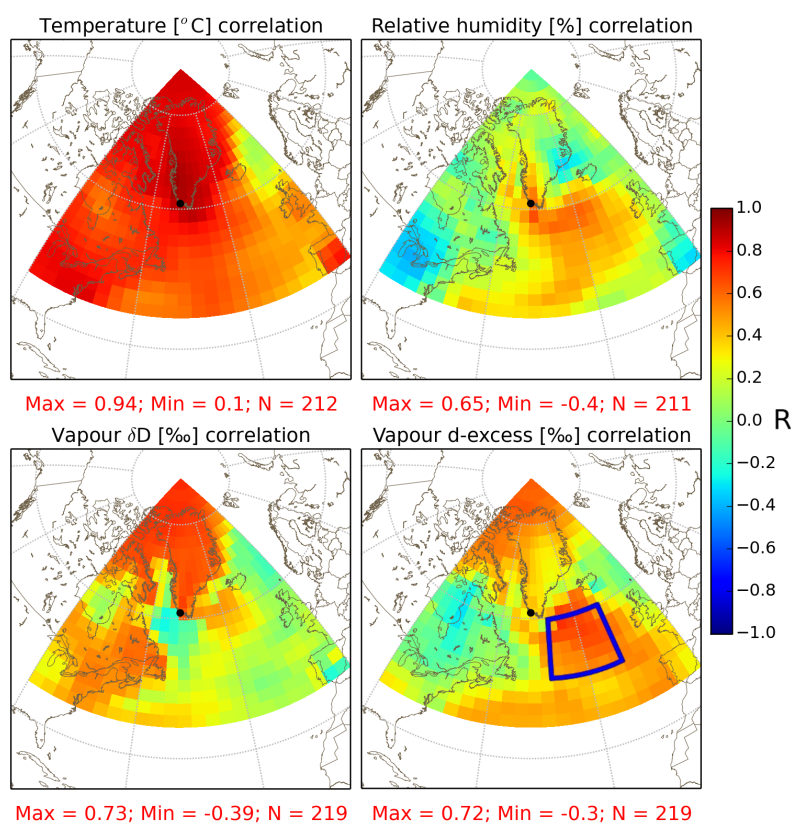 Temperature [°C] correlation
Relative humidity [%] correlation
Max = 0.94; Min = 0.1; N = 212
Max = 0.65; Min = -0.4; N = 211
Vapour δD [‰] correlation
Vapour d-excess [‰] correlation
Max = 0.73; Min = -0.39; N = 219
Max = 0.72; Min = -0.3; N = 219
1.0
0.8
0.6
0.4
0.2
0.0
−0.2
−0.4
−0.6
−0.8
−1.0
R